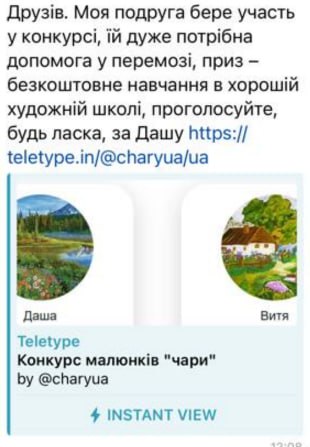 Друзів. Моя подруга бере участь
у конкурсі, їй дуже потрібна
допомога у перемозі, приз –
безкоштовне навчання в хорошій
художній школі, проголосуйте,
будь ласка, за Дашу https://
teletype.in/@charyua/ua
Даша
Витя
Teletype
Конкурс малюнків "чари"
by @charyua
INSTANT VIEW